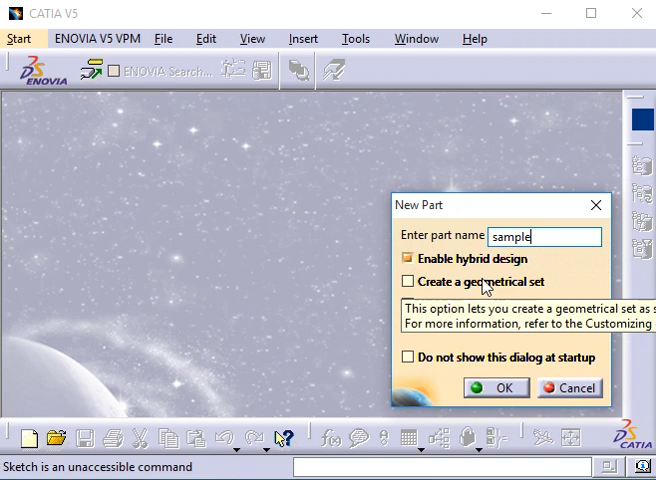 CATIA V5
Start ENOVIA V5 VPM File Edit View Insert Tools Window Help
ENOVIA ENOVIA Search...
New Part
Enter part name sample
Enable hybrid design
Create a geometrical set
This option lets you create a geometrical set as s
For more information, refer to the Customizing
Do not show this dialog at startup
OK Cancel
f(x)
CATIA
Sketch is an unaccessible command